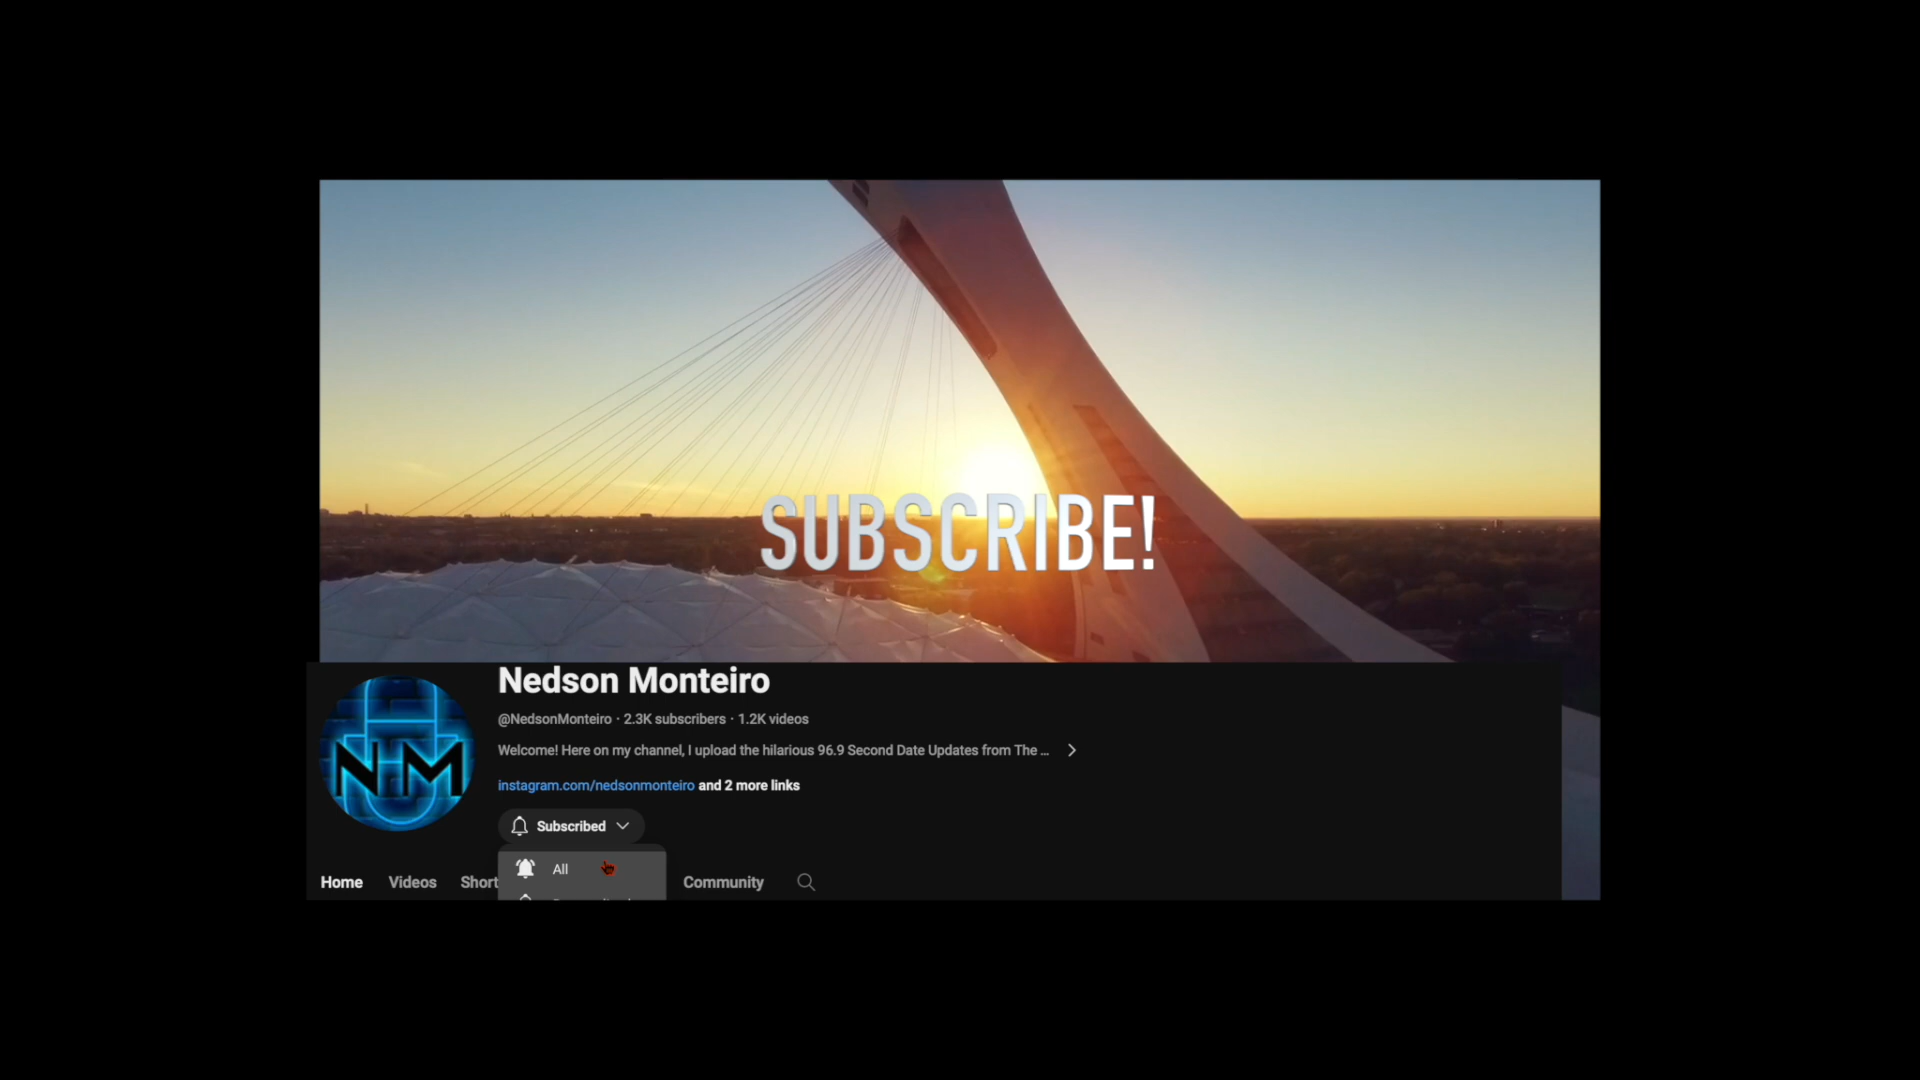 SUBSCRIBE!
Nedson Monteiro
@NedsonMonteiro · 2.3K subscribers · 1.2K videos
Welcome! Here on my channel, I upload the hilarious 96.9 Second Date Updates from The ...
instagram.com/nedsonmonteiro and 2 more links
NM
Subscribed
All
Home Videos Short Community